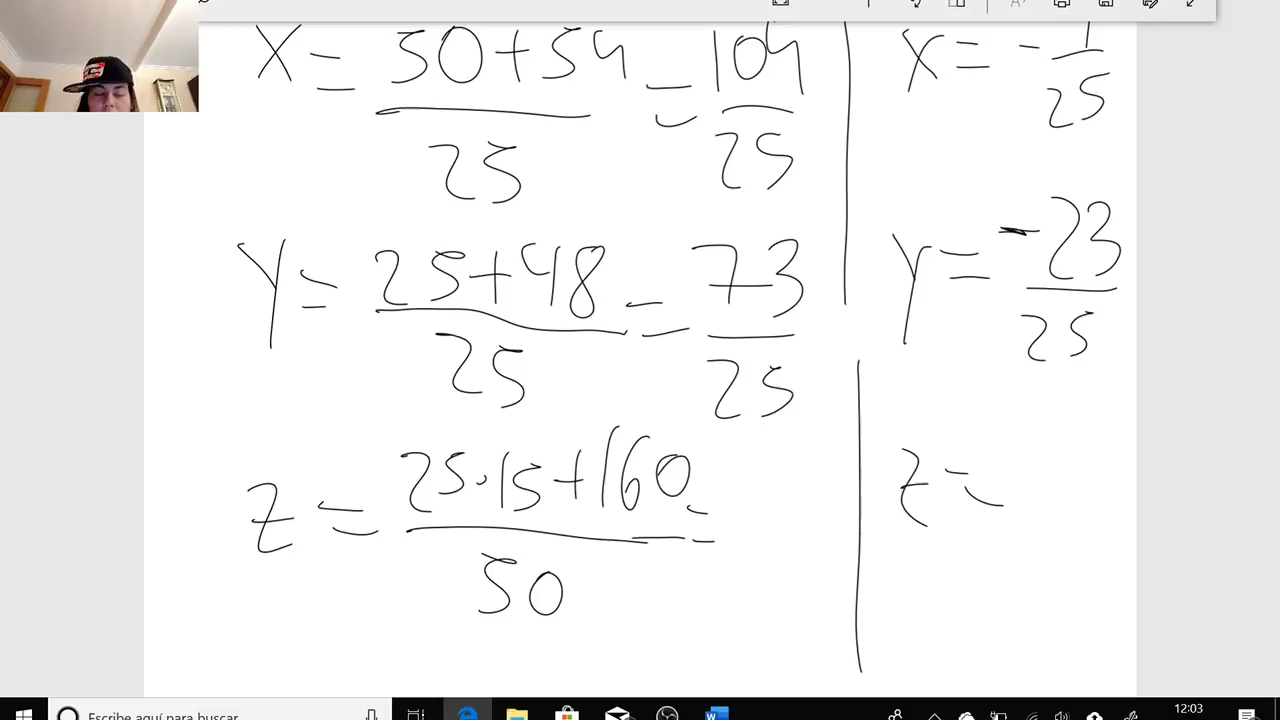 X = 50+54/25 = 104/25
X = -1/25
Y = 25+48/25 = 73/25
Y = -23/25
Z = 25·15+160/50 =
Z =
Escribe aquí para buscar
12:03